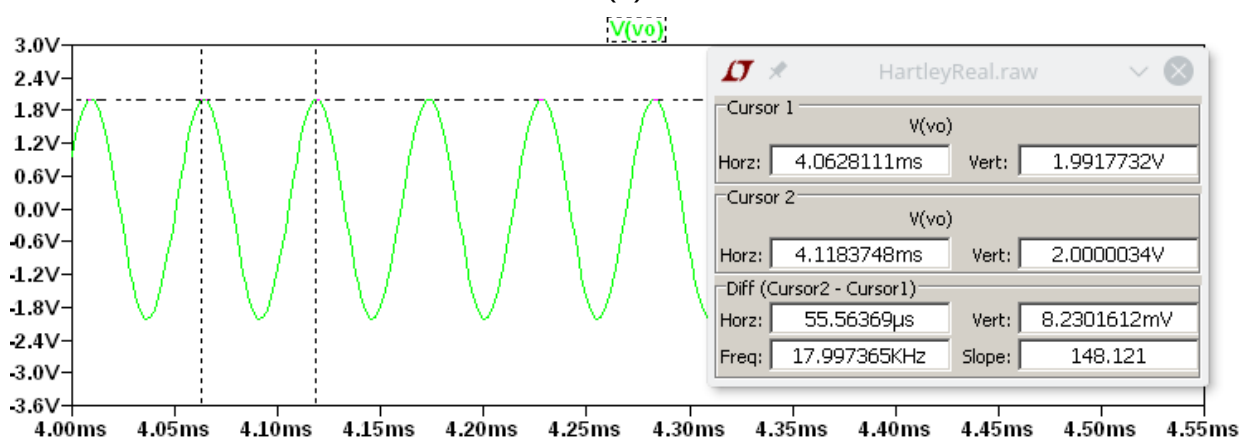 V(vo)
3.0V
2.4V
1.8V
1.2V
0.6V
0.0V
-0.6V
-1.2V
-1.8V
-2.4V
-3.0V
-3.6V
4.00ms 4.05ms 4.10ms 4.15ms 4.20ms 4.25ms 4.30ms 4.35ms 4.40ms 4.45ms 4.50ms 4.55ms
HartleyReal.raw
Cursor 1
V(vo)
Horz: 4.0628111ms Vert: 1.9917732V
Cursor 2
V(vo)
Horz: 4.1183748ms Vert: 2.0000034V
Diff (Cursor2 - Cursor1)
Horz: 55.56369µs Vert: 8.2301612mV
Freq: 17.997365KHz Slope: 148.121